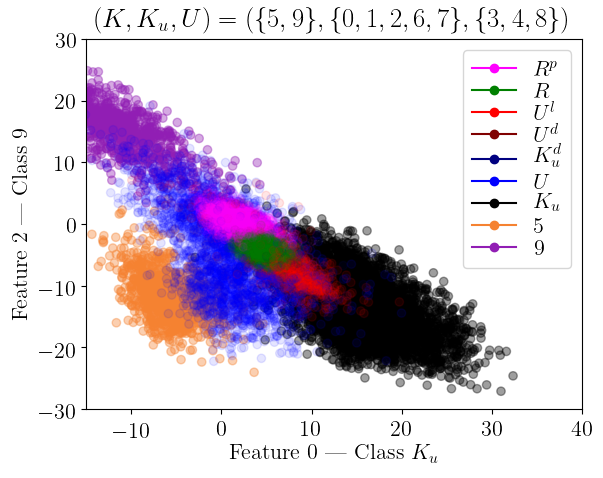 (K, K_u, U) = ({5, 9}, {0, 1, 2, 6, 7}, {3, 4, 8})
30
20
10
0
−10
−20
−30
Feature 2 — Class 9
R^p
R
U^l
U^d
K_u^d
U
K_u
5
9
−10 0 10 20 30 40
Feature 0 — Class K_u